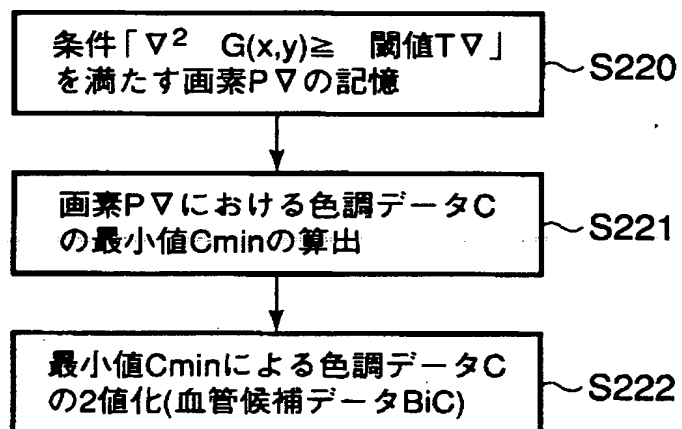 条件「∇² G(x,y)≧ 閾値T∇」
を満たす画素P∇の記憶
S220
画素P∇における色調データC
の最小値Cminの算出
S221
最小値Cminによる色調データC
の2値化(血管候補データBiC)
S222